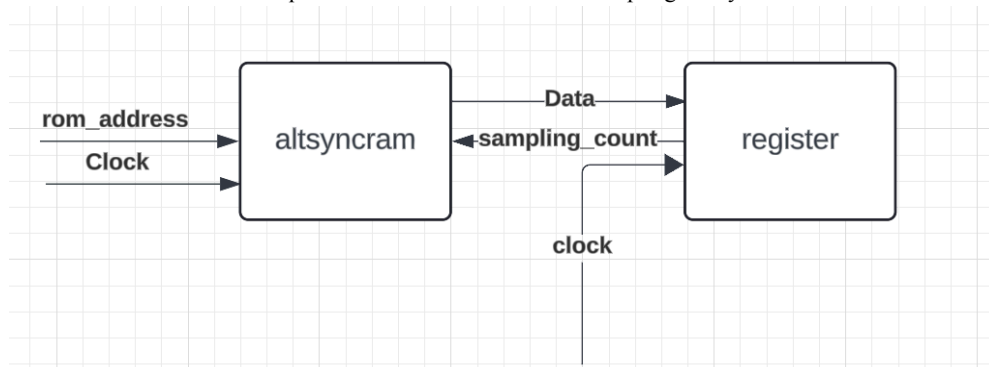 rom_address
Clock
altsyncram
Data
sampling_count
register
clock